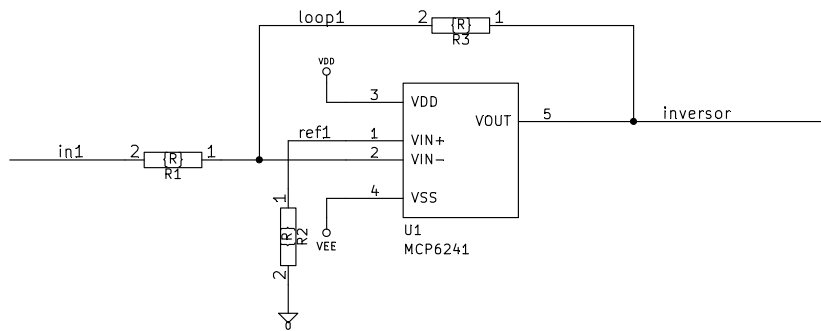 loop1
2 {R} 1
R3
VDD
3 VDD
VOUT 5 inversor
ref1 1 VIN+
in1 2 {R} 1 2 VIN-
R1
4 VSS
1
{R} R2
2
VEE
U1
MCP6241
0